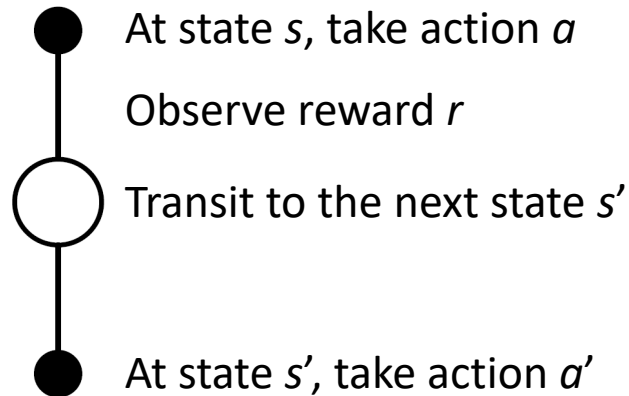 At state s, take action a
Observe reward r
Transit to the next state s’
At state s’, take action a’